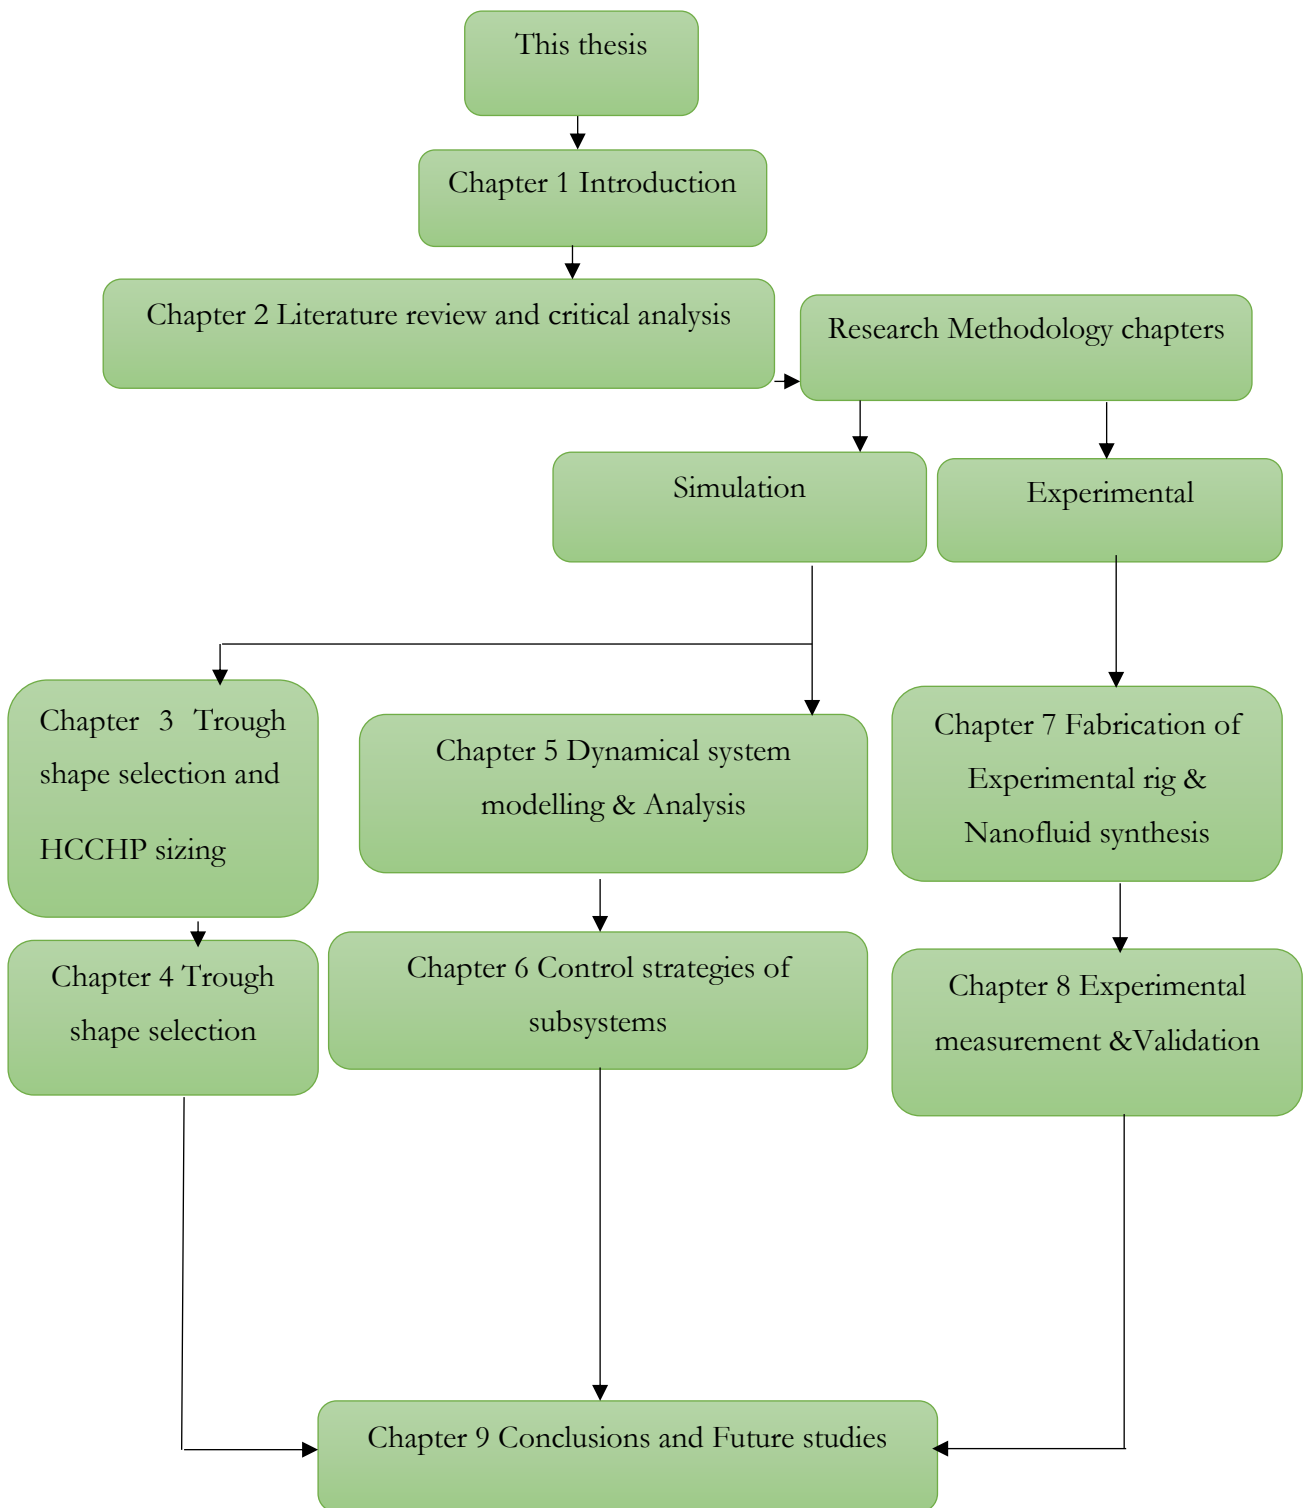 This thesis
Chapter 1 Introduction
Chapter 2 Literature review and critical analysis
Research Methodology chapters
Simulation
Experimental
Chapter 3 Trough
shape selection and
HCCHP sizing
Chapter 5 Dynamical system
modelling & Analysis
Chapter 7 Fabrication of
Experimental rig &
Nanofluid synthesis
Chapter 4 Trough
shape selection
Chapter 6 Control strategies of
subsystems
Chapter 8 Experimental
measurement &Validation
Chapter 9 Conclusions and Future studies